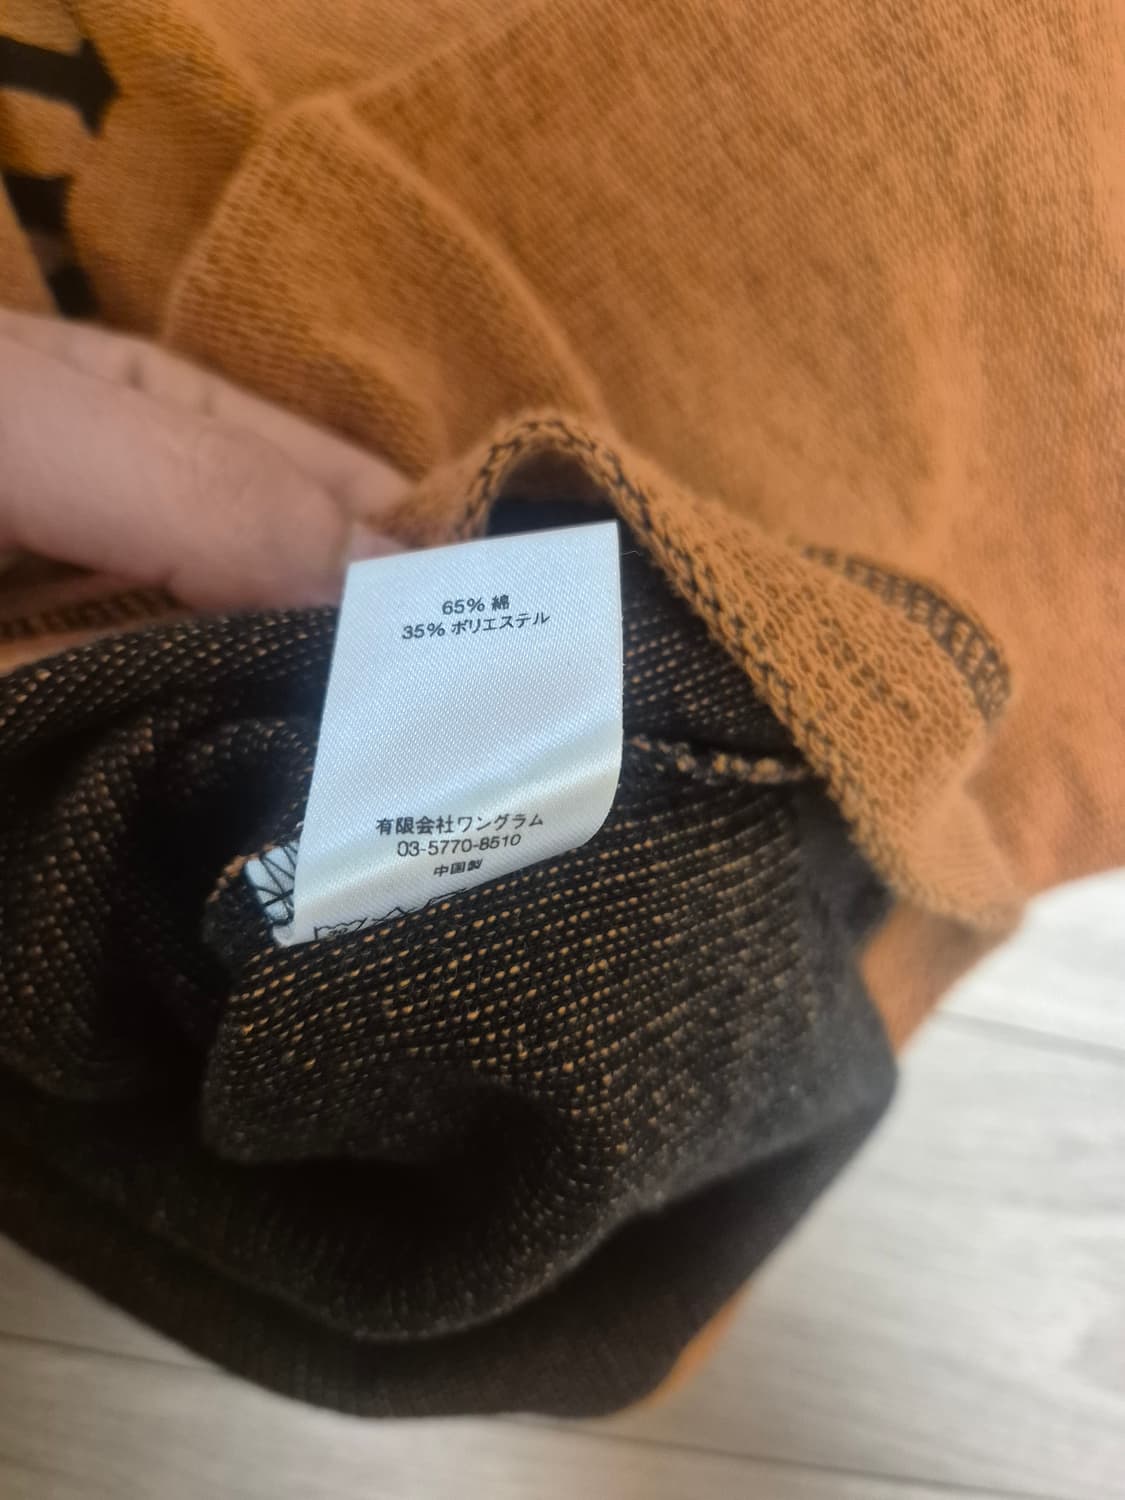 65% 綿
35% ポリエステル
有限会社ワングラム
03-5770-8510
中国製